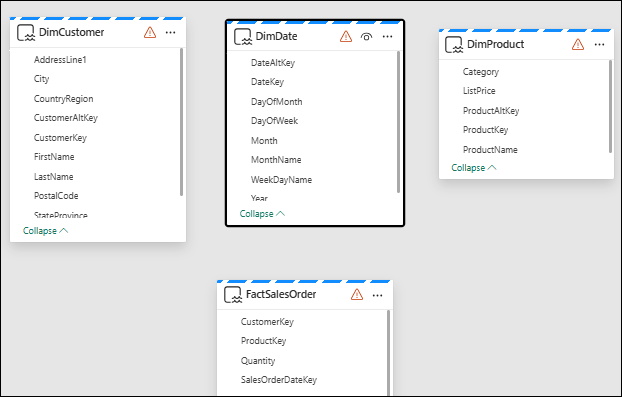 DimCustomer
AddressLine1
City
CountryRegion
CustomerAltKey
CustomerKey
FirstName
LastName
PostalCode
StateProvince
Collapse
DimDate
DateAltKey
DateKey
DayOfMonth
DayOfWeek
Month
MonthName
WeekDayName
Year
Collapse
DimProduct
Category
ListPrice
ProductAltKey
ProductKey
ProductName
Collapse
FactSalesOrder
CustomerKey
ProductKey
Quantity
SalesOrderDateKey